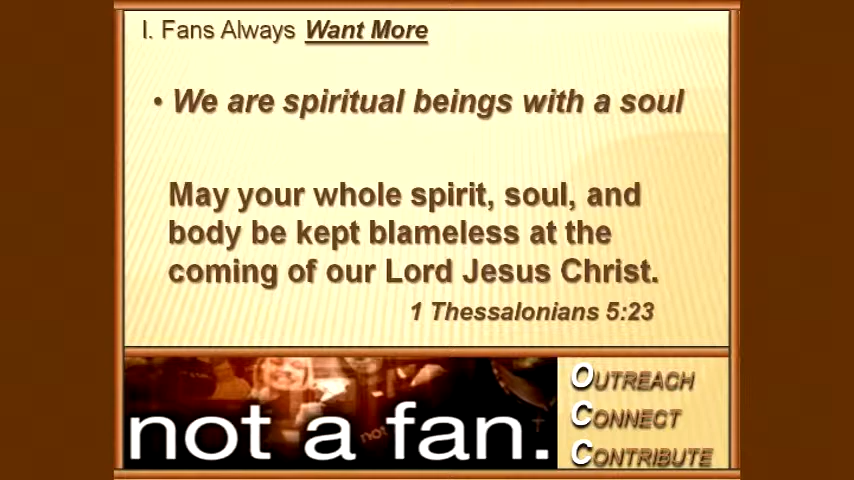 I. Fans Always Want More
• We are spiritual beings with a soul
May your whole spirit, soul, and
body be kept blameless at the
coming of our Lord Jesus Christ.
1 Thessalonians 5:23
not a fan.
not
OUTREACH
CONNECT
CONTRIBUTE